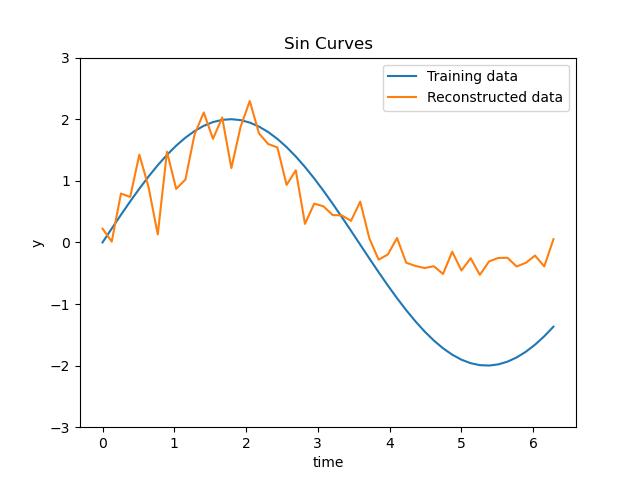 Sin Curves
Training data
Reconstructed data
3
2
1
0
−1
−2
−3
y
0 1 2 3 4 5 6
time